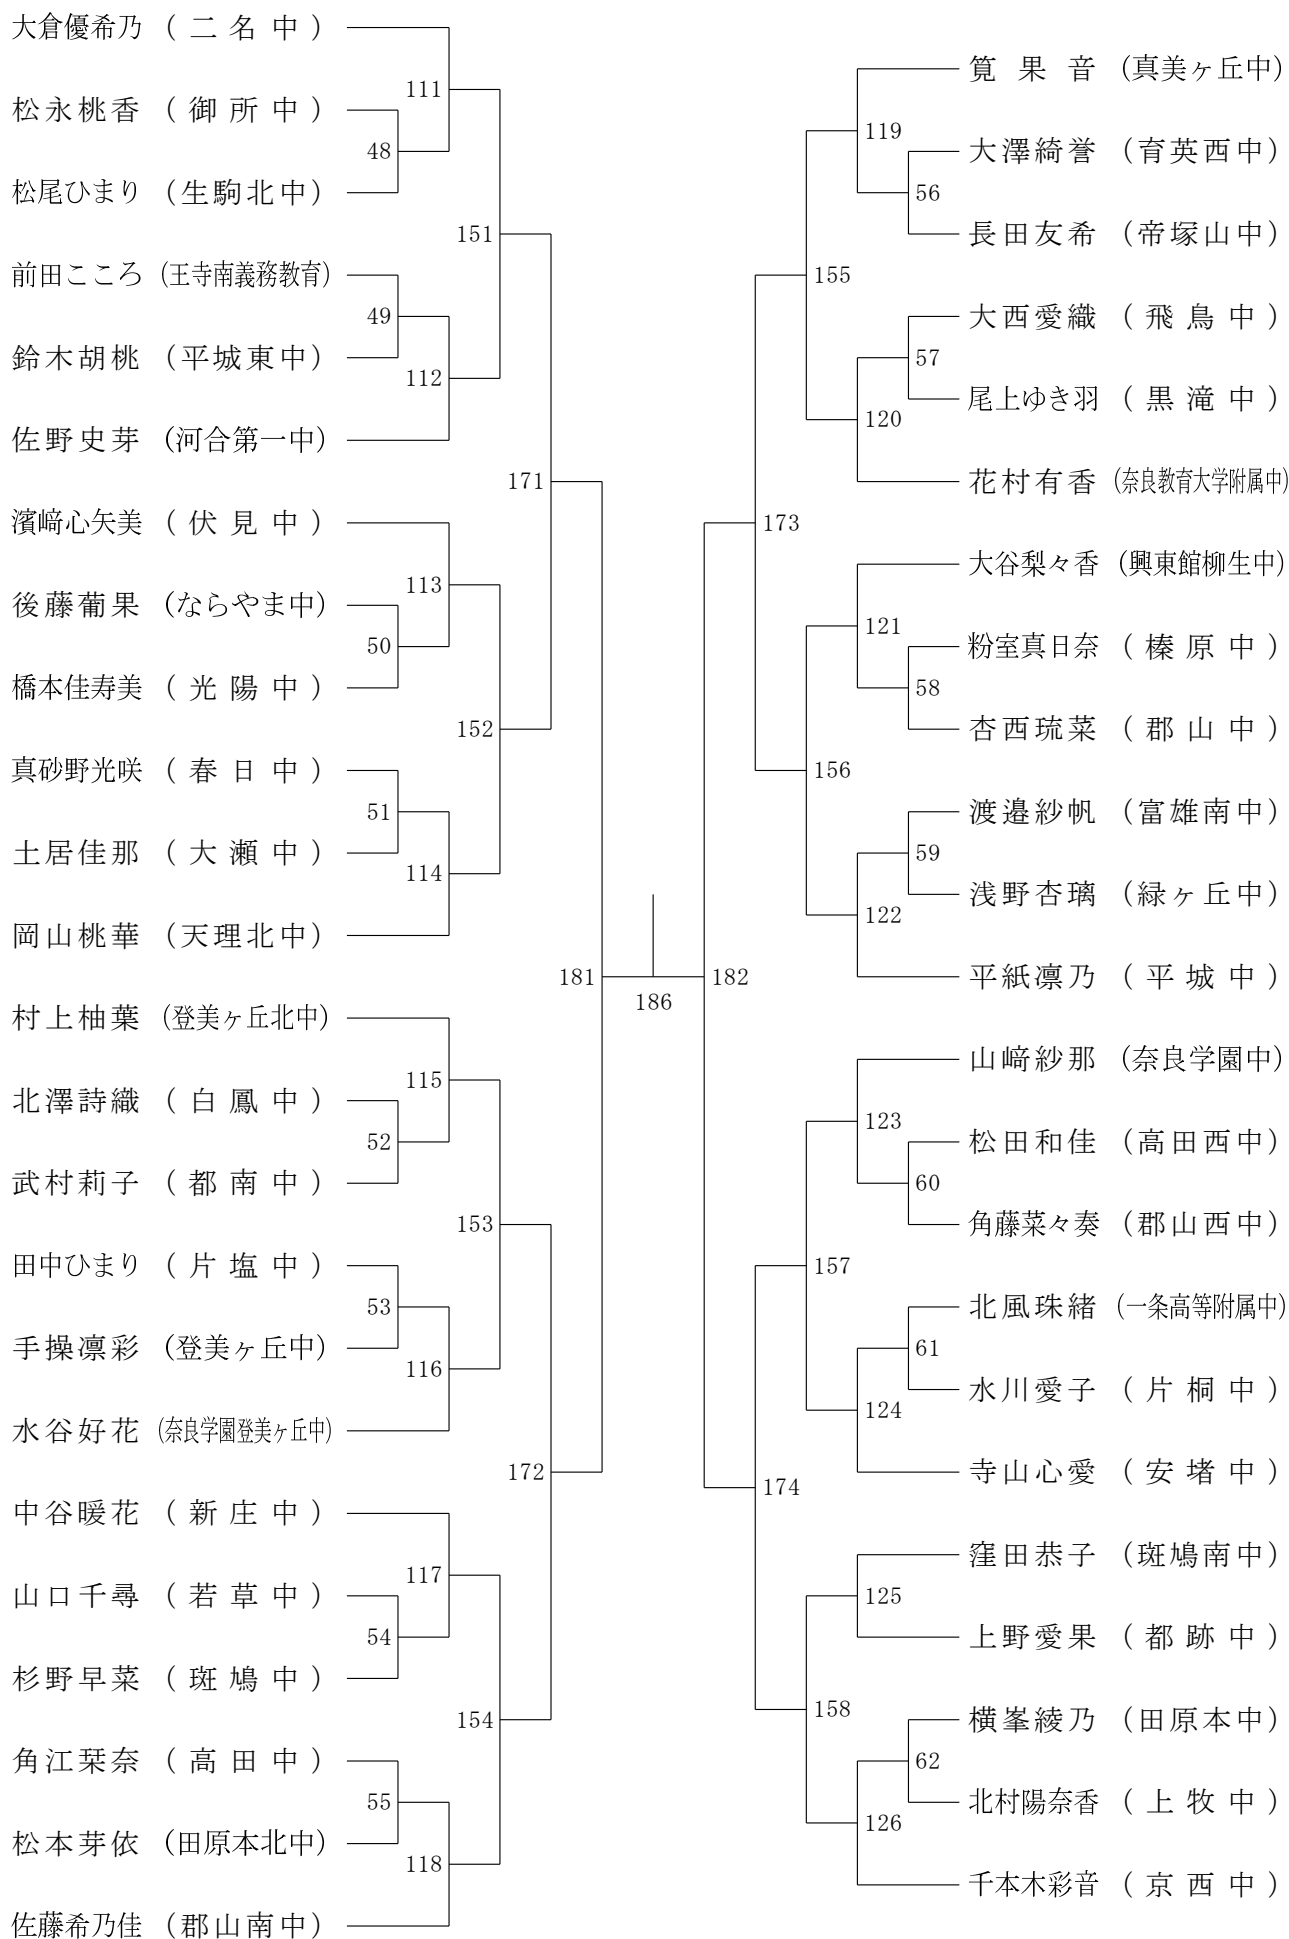 大倉優希乃 (二名中)
111
松永桃香 (御所中)
48
松尾ひまり (生駒北中)
151
前田こころ (王寺南義務教育)
49
鈴木胡桃 (平城東中)
112
佐野史芽 (河合第一中)
171
濱﨑心矢美 (伏見中)
113
後藤葡果 (ならやま中)
50
橋本佳寿美 (光陽中)
152
真砂野光咲 (春日中)
51
土居佳那 (大瀬中)
114
岡山桃華 (天理北中)
181
村上柚葉 (登美ヶ丘北中)
115
北澤詩織 (白鳳中)
52
武村莉子 (都南中)
153
田中ひまり (片塩中)
53
手操凛彩 (登美ヶ丘中)
116
水谷好花 (奈良学園登美ヶ丘中)
172
中谷暖花 (新庄中)
117
山口千尋 (若草中)
54
杉野早菜 (斑鳩中)
154
角江栞奈 (高田中)
55
松本芽依 (田原本北中)
118
佐藤希乃佳 (郡山南中)
186
筧果音 (真美ヶ丘中)
119
大澤綺誉 (育英西中)
56
長田友希 (帝塚山中)
155
大西愛織 (飛鳥中)
57
尾上ゆき羽 (黒滝中)
120
花村有香 (奈良教育大学附属中)
173
大谷梨々香 (興東館柳生中)
121
粉室真日奈 (榛原中)
58
杏西琉菜 (郡山中)
156
渡邉紗帆 (富雄南中)
59
浅野杏璃 (緑ヶ丘中)
122
平紙凛乃 (平城中)
182
山﨑紗那 (奈良学園中)
123
松田和佳 (高田西中)
60
角藤菜々奏 (郡山西中)
157
北風珠緒 (一条高等附属中)
61
水川愛子 (片桐中)
124
寺山心愛 (安堵中)
174
窪田恭子 (斑鳩南中)
125
上野愛果 (都跡中)
158
横峯綾乃 (田原本中)
62
北村陽奈香 (上牧中)
126
千本木彩音 (京西中)